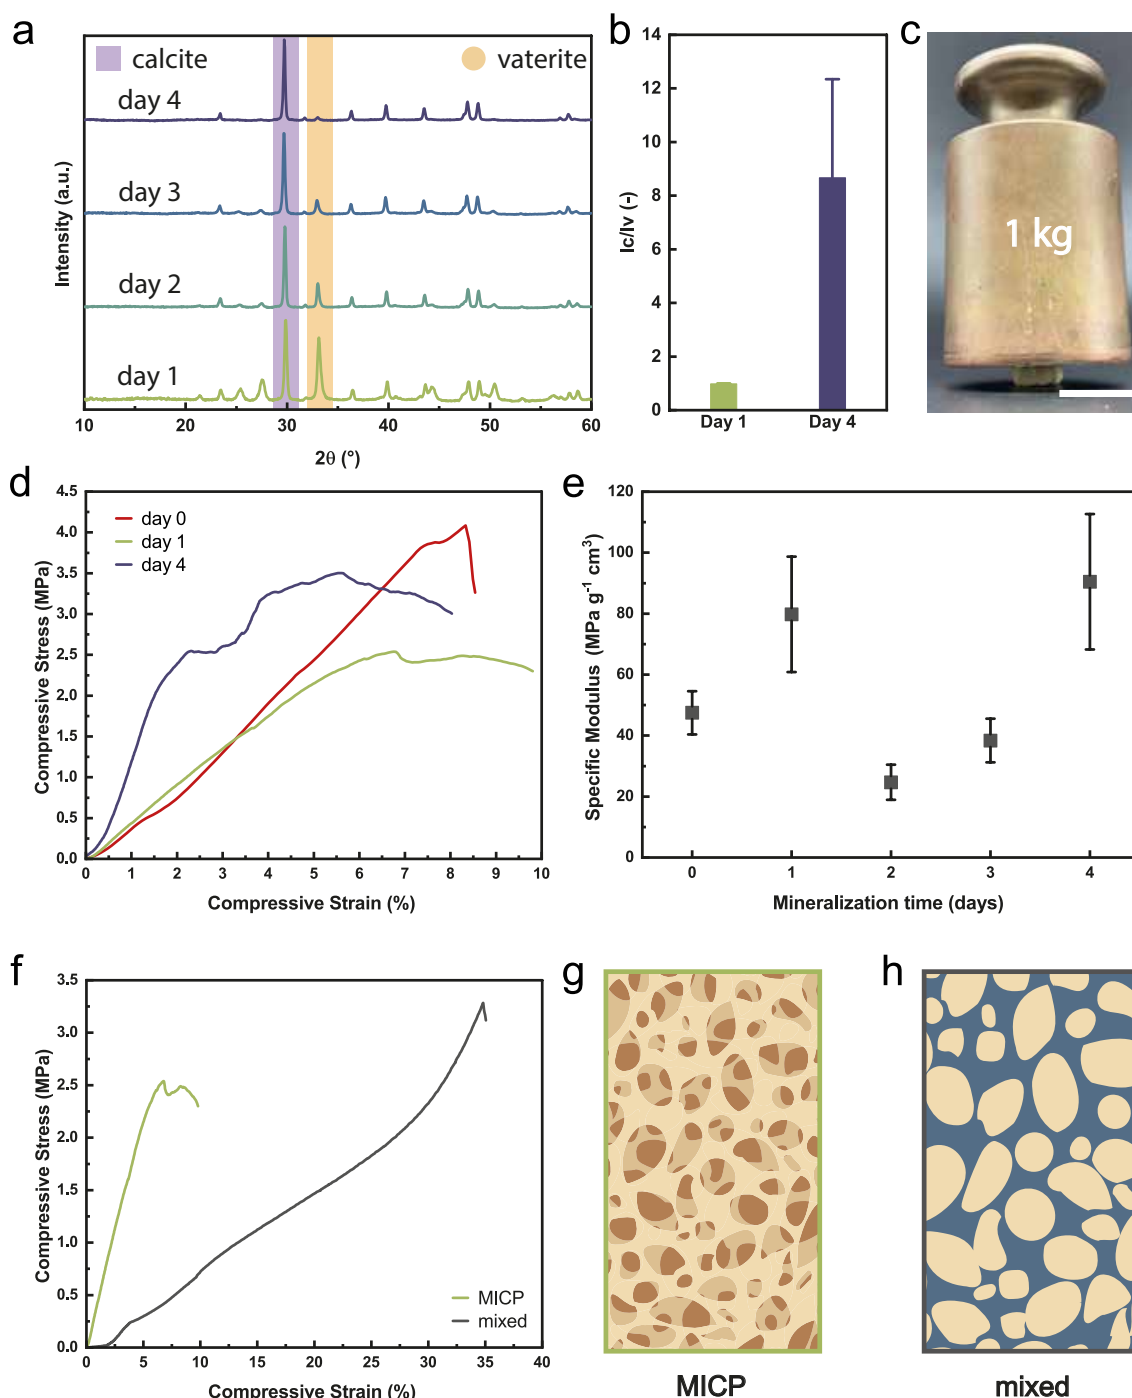 a
calcite
vaterite
day 4
day 3
day 2
day 1
Intensity (a.u.)
10 20 30 40 50 60
2θ (°)
b
14
12
10
8
6
4
2
0
Ic/Iv (-)
Day 1 Day 4
c
1 kg
d
4.5
4.0
3.5
3.0
2.5
2.0
1.5
1.0
0.5
0.0
Compressive Stress (MPa)
day 0
day 1
day 4
0 1 2 3 4 5 6 7 8 9 10
Compressive Strain (%)
e
120
100
80
60
40
20
0
Specific Modulus (MPa g⁻¹ cm³)
0 1 2 3 4
Mineralization time (days)
f
3.5
3.0
2.5
2.0
1.5
1.0
0.5
0.0
Compressive Stress (MPa)
MICP
mixed
0 5 10 15 20 25 30 35 40
Compressive Strain (%)
g
MICP
h
mixed